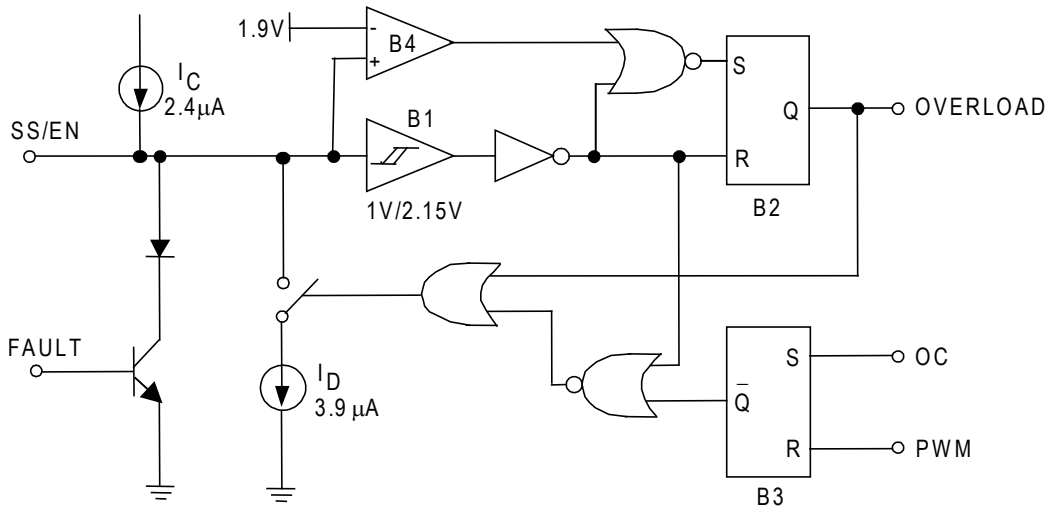 1.9V
-
+
B4
I C
2.4μA
SS/EN
B1
1V/2.15V
S
Q
R
B2
OVERLOAD
FAULT
I D
3.9 μA
S
Q̅
R
B3
OC
PWM